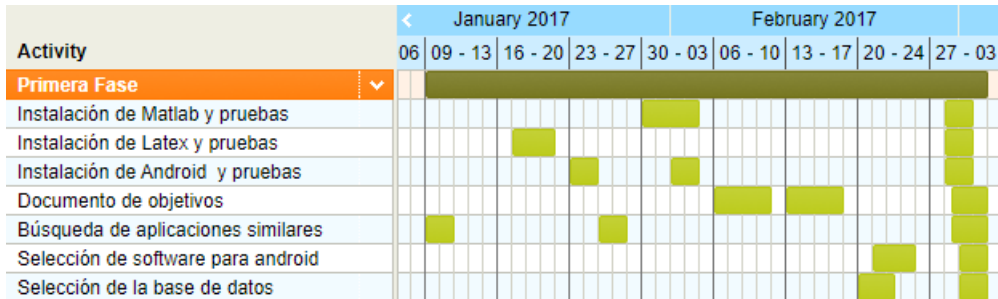 January 2017 February 2017
Activity 06 09 - 13 16 - 20 23 - 27 30 - 03 06 - 10 13 - 17 20 - 24 27 - 03
Primera Fase
Instalación de Matlab y pruebas
Instalación de Latex y pruebas
Instalación de Android y pruebas
Documento de objetivos
Búsqueda de aplicaciones similares
Selección de software para android
Selección de la base de datos